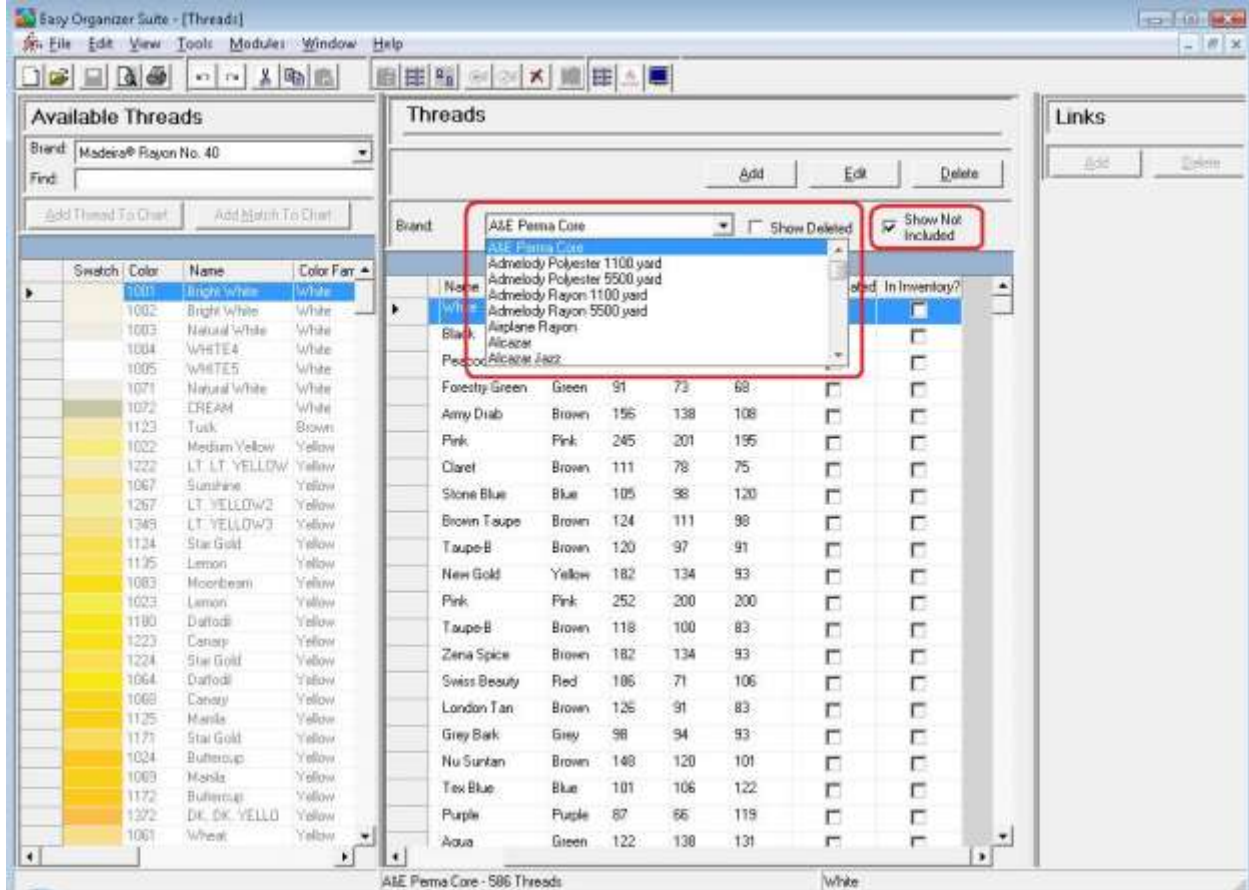 Easy Organizer Suite - [Threads]
File Edit View Tools Modules Window Help
Available Threads
Brand: Madeira® Rayon No. 40
Find:
Add Thread To Chart Add Match To Chart
Swatch Color Name Color Fam
1001 Bright White White
1002 Bright White White
1003 Natural White White
1004 WHITE4 White
1005 WHITE5 White
1071 Natural White White
1072 CREAM White
1123 Tusk Brown
1022 Medium Yellow Yellow
1222 LT. LT. YELLOW Yellow
1067 Sunshine Yellow
1267 LT. YELLOW2 Yellow
1349 LT. YELLOW3 Yellow
1124 Star Gold Yellow
1135 Lemon Yellow
1083 Moonbeam Yellow
1023 Lemon Yellow
1180 Daffodil Yellow
1223 Canary Yellow
1224 Star Gold Yellow
1064 Daffodil Yellow
1068 Canary Yellow
1125 Manila Yellow
1171 Star Gold Yellow
1024 Buttercup Yellow
1069 Manila Yellow
1172 Buttercup Yellow
1372 DK. DK. YELLO Yellow
1061 Wheat Yellow
Threads
Add Edit Delete
Brand: A&E Perma Core Show Deleted Show Not Included
A&E Perma Core
Admelody Polyester 1100 yard
Admelody Polyester 5500 yard
Admelody Rayon 1100 yard
Admelody Rayon 5500 yard
Airplane Rayon
Alcazar
Alcazar Jazz
Name ated In Inventory?
White
Black
Peacoc
Forestry Green Green 91 73 68
Army Drab Brown 156 138 108
Pink Pink 245 201 195
Claret Brown 111 78 75
Stone Blue Blue 105 98 120
Brown Taupe Brown 124 111 98
Taupe-B Brown 120 97 91
New Gold Yellow 182 134 93
Pink Pink 252 200 200
Taupe-B Brown 118 100 83
Zena Spice Brown 182 134 93
Swiss Beauty Red 186 71 106
London Tan Brown 126 91 83
Grey Bark Grey 98 94 93
Nu Suntan Brown 148 120 101
Tex Blue Blue 101 106 122
Purple Purple 87 66 119
Aqua Green 122 138 131
Links
Add Delete
A&E Perma Core - 586 Threads White